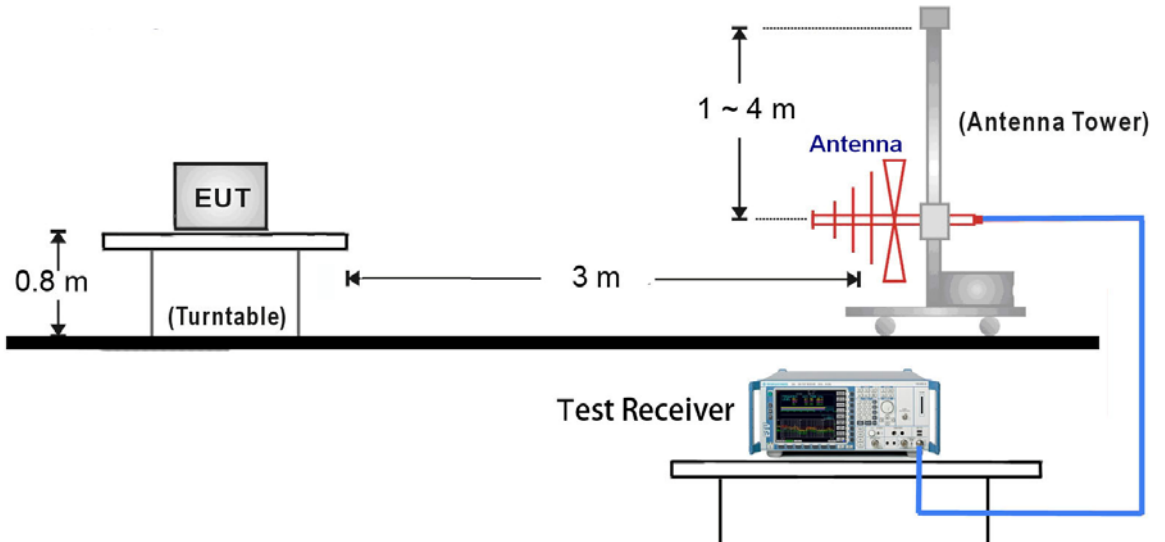 1 ~ 4 m
(Antenna Tower)
Antenna
EUT
0.8 m
3 m
(Turntable)
Test Receiver